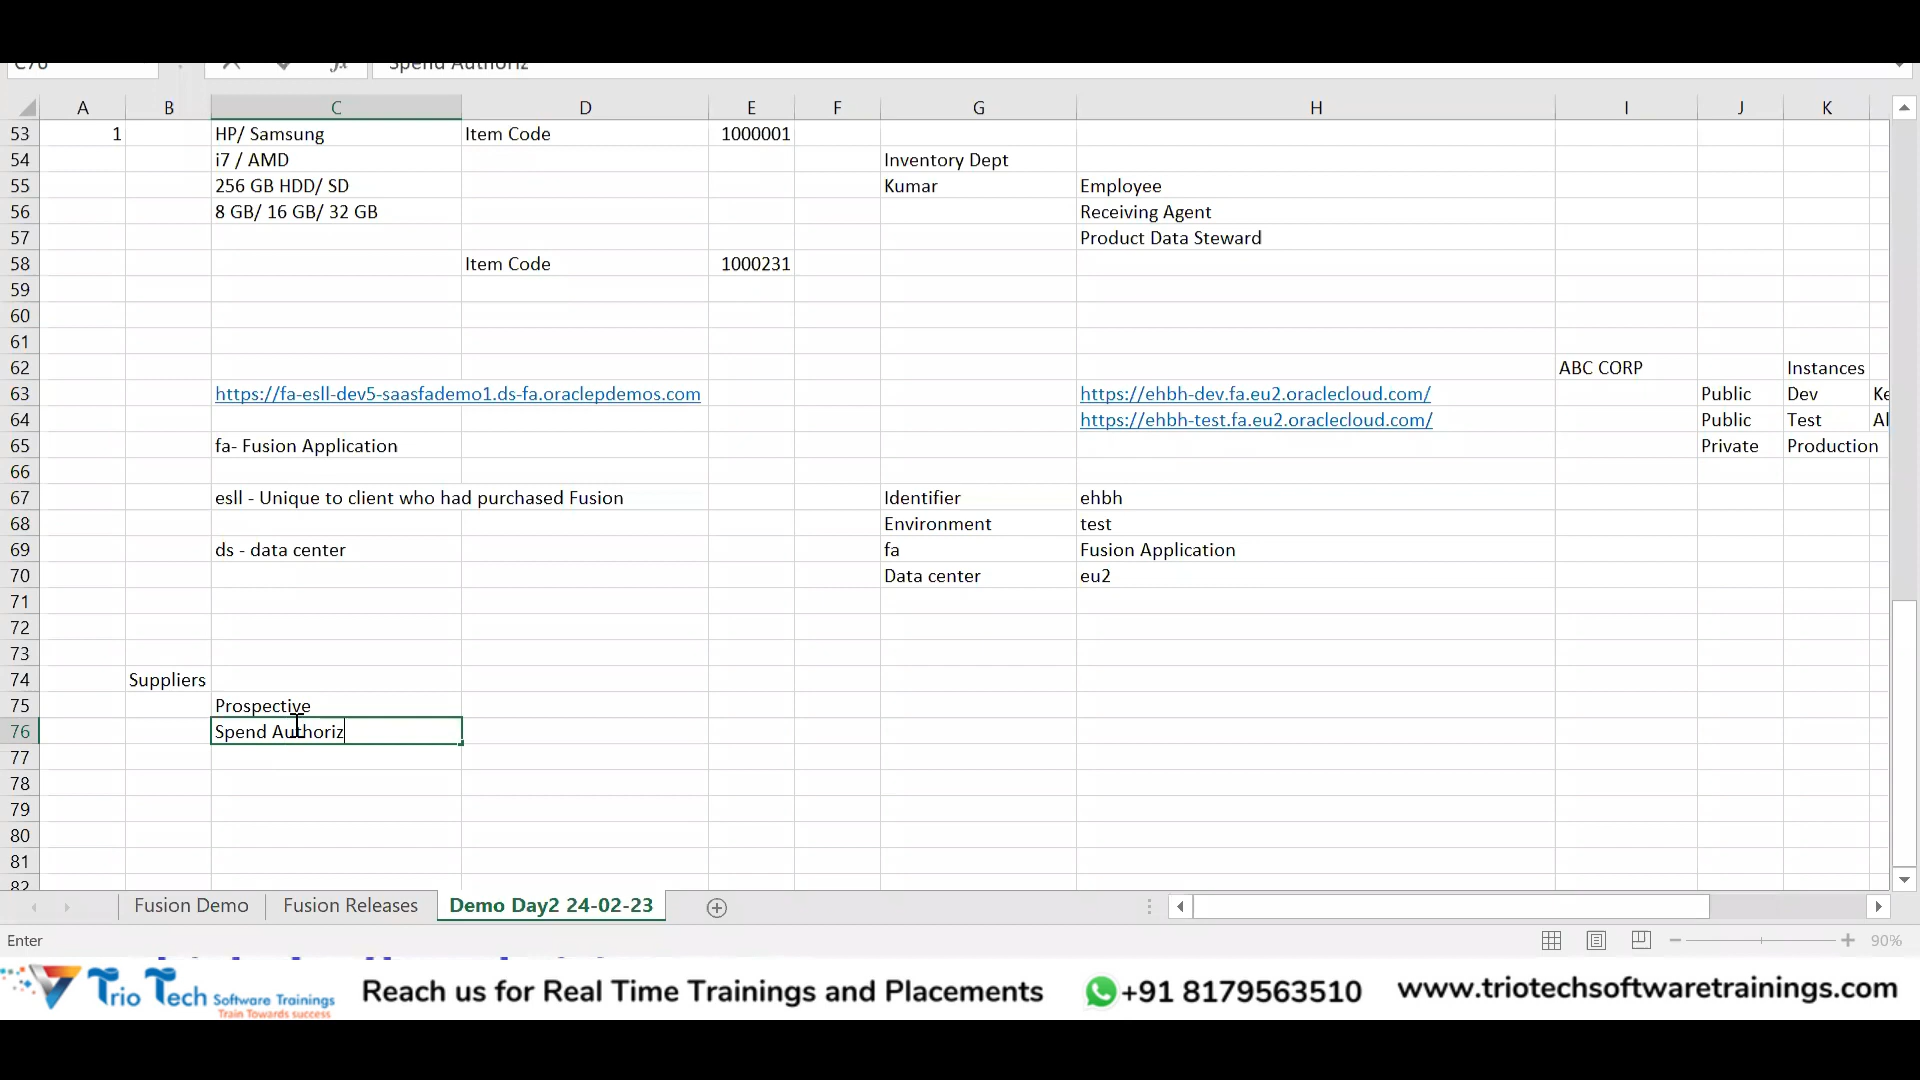 C76 Spend Authoriz
A B C D E F G H I J K
53 1 HP/ Samsung Item Code 1000001
54 i7 / AMD Inventory Dept
55 256 GB HDD/ SD Kumar Employee
56 8 GB/ 16 GB/ 32 GB Receiving Agent
57 Product Data Steward
58 Item Code 1000231
59
60
61
62 ABC CORP Instances
63 https://fa-esll-dev5-saasfademo1.ds-fa.oraclepdemos.com https://ehbh-dev.fa.eu2.oraclecloud.com/ Public Dev Ke
64 https://ehbh-test.fa.eu2.oraclecloud.com/ Public Test Al
65 fa- Fusion Application Private Production
66
67 esll - Unique to client who had purchased Fusion Identifier ehbh
68 Environment test
69 ds - data center fa Fusion Application
70 Data center eu2
71
72
73
74 Suppliers
75 Prospective
76 Spend Authoriz
77
78
79
80
81
82
Fusion Demo Fusion Releases Demo Day2 24-02-23
Enter 90%
Trio Tech Software Trainings Reach us for Real Time Trainings and Placements +91 8179563510 www.triotechsoftwaretrainings.com
Train Towards success